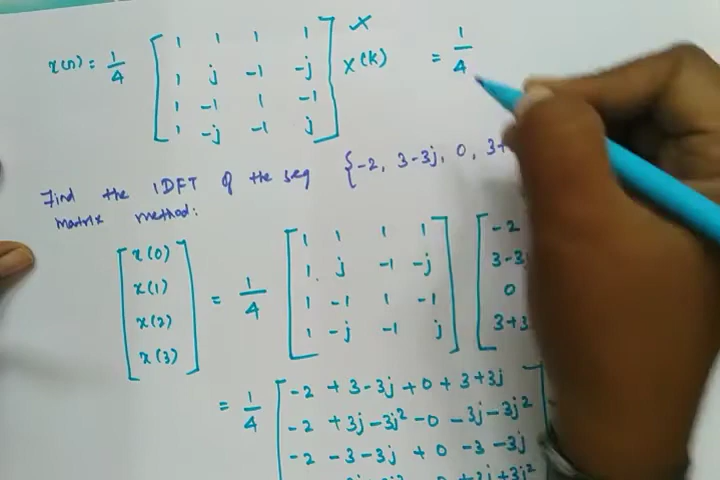 x(n) = 1/4 [ 1 1 1 1 ] x
[ 1 j -1 -j ] X(k) = 1/4
[ 1 -1 1 -1 ]
[ 1 -j -1 j ]
Find the IDFT of the seq {-2, 3-3j, 0, 3+
matrix method:
[ x(0) ] [ 1 1 1 1 ] [ -2
[ x(1) ] = 1/4 [ 1 j -1 -j ] [ 3-3j
[ x(2) ] [ 1 -1 1 -1 ] [ 0
[ x(3) ] [ 1 -j -1 j ] [ 3+3
= 1/4 [ -2 + 3-3j + 0 + 3+3j ]
-2 + 3j - 3j² - 0 - 3j - 3j²
-2 - 3 - 3j + 0 - 3 - 3j